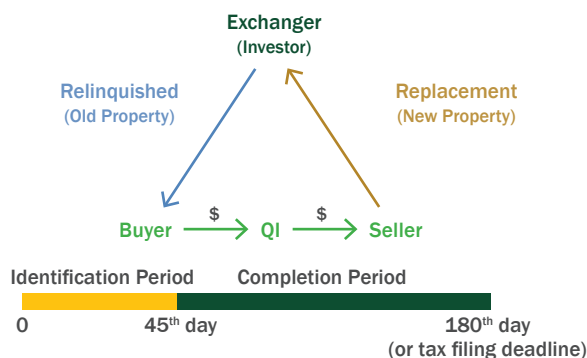 Exchanger
(Investor)
Relinquished
(Old Property)
Replacement
(New Property)
$ $
Buyer QI Seller
Identification Period Completion Period
0 45th day 180th day
(or tax filing deadline)